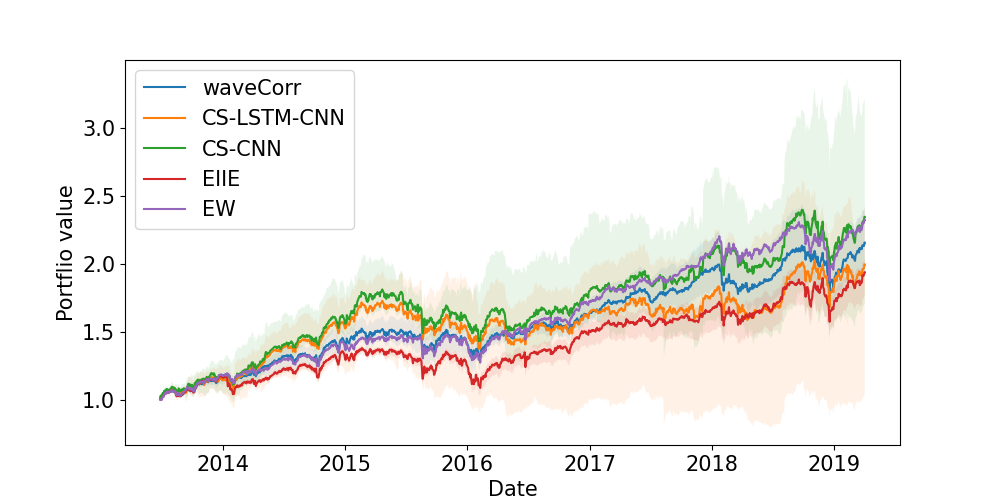 waveCorr
CS-LSTM-CNN
CS-CNN
EIIE
EW
3.0
2.5
2.0
1.5
1.0
Portflio value
2014 2015 2016 2017 2018 2019
Date